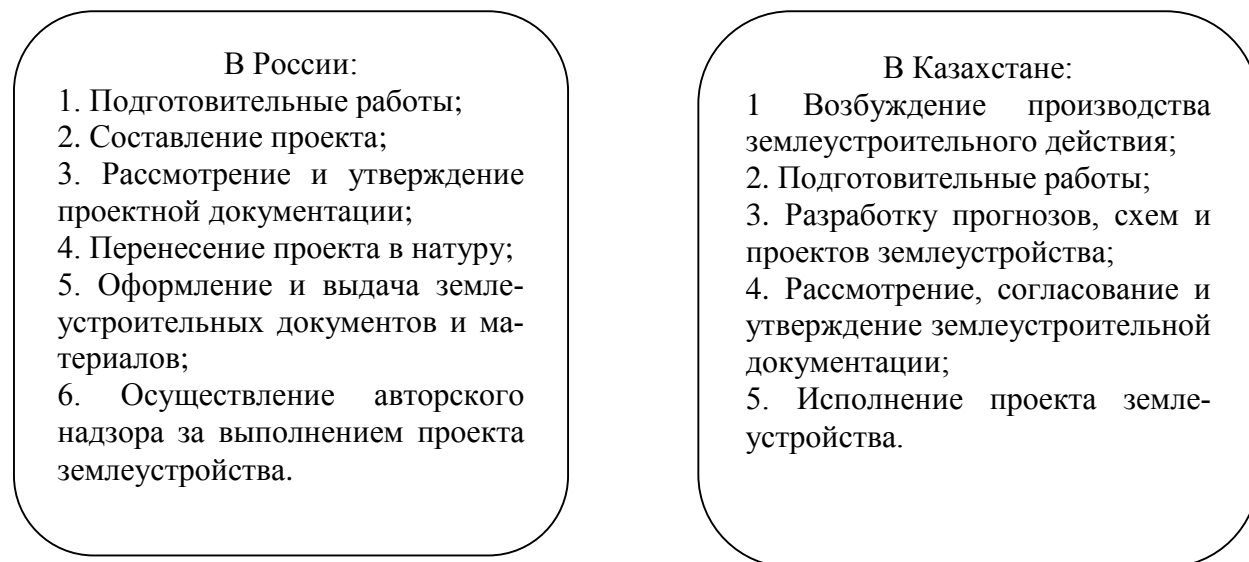 В России:
1. Подготовительные работы;
2. Составление проекта;
3. Рассмотрение и утверждение
проектной документации;
4. Перенесение проекта в натуру;
5. Оформление и выдача земле-
устроительных документов и ма-
териалов;
6. Осуществление авторского
надзора за выполнением проекта
землеустройства.
В Казахстане:
1 Возбуждение производства
землеустроительного действия;
2. Подготовительные работы;
3. Разработку прогнозов, схем и
проектов землеустройства;
4. Рассмотрение, согласование и
утверждение землеустроительной
документации;
5. Исполнение проекта земле-
устройства.